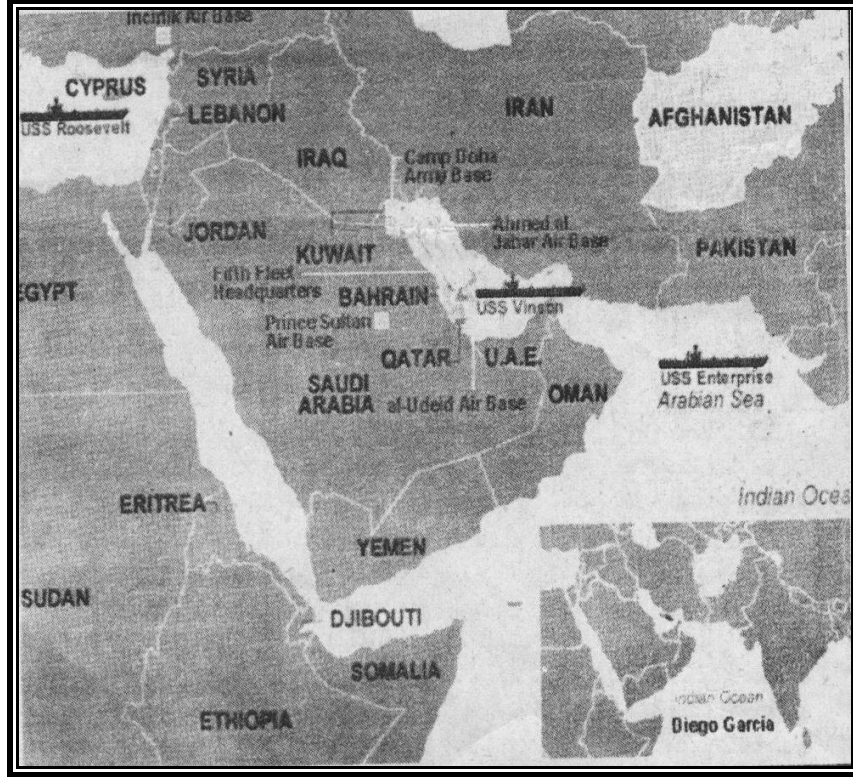 Incirlik Air Base
CYPRUS
SYRIA
USS Roosevelt
LEBANON
IRAN
AFGHANISTAN
IRAQ
Camp Doha
Army Base
JORDAN
Ahmed al
Jabar Air Base
KUWAIT
PAKISTAN
Fifth Fleet
Headquarters
EGYPT
BAHRAIN
USS Vinson
Prince Sultan
Air Base
QATAR
U.A.E.
USS Enterprise
Arabian Sea
SAUDI
ARABIA
al-Udeid Air Base
OMAN
Indian Ocea
ERITREA
YEMEN
SUDAN
DJIBOUTI
SOMALIA
ETHIOPIA
Indian Ocean
Diego Garcia